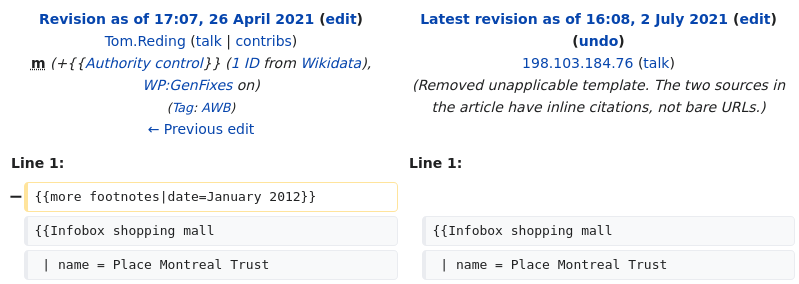 Revision as of 17:07, 26 April 2021 (edit)
Tom.Reding (talk | contribs)
m (+{{Authority control}} (1 ID from Wikidata),
WP:GenFixes on)
(Tag: AWB)
← Previous edit
Latest revision as of 16:08, 2 July 2021 (edit)
(undo)
198.103.184.76 (talk)
(Removed unapplicable template. The two sources in
the article have inline citations, not bare URLs.)
Line 1:
Line 1:
− {{more footnotes|date=January 2012}}
{{Infobox shopping mall
{{Infobox shopping mall
| name = Place Montreal Trust
| name = Place Montreal Trust